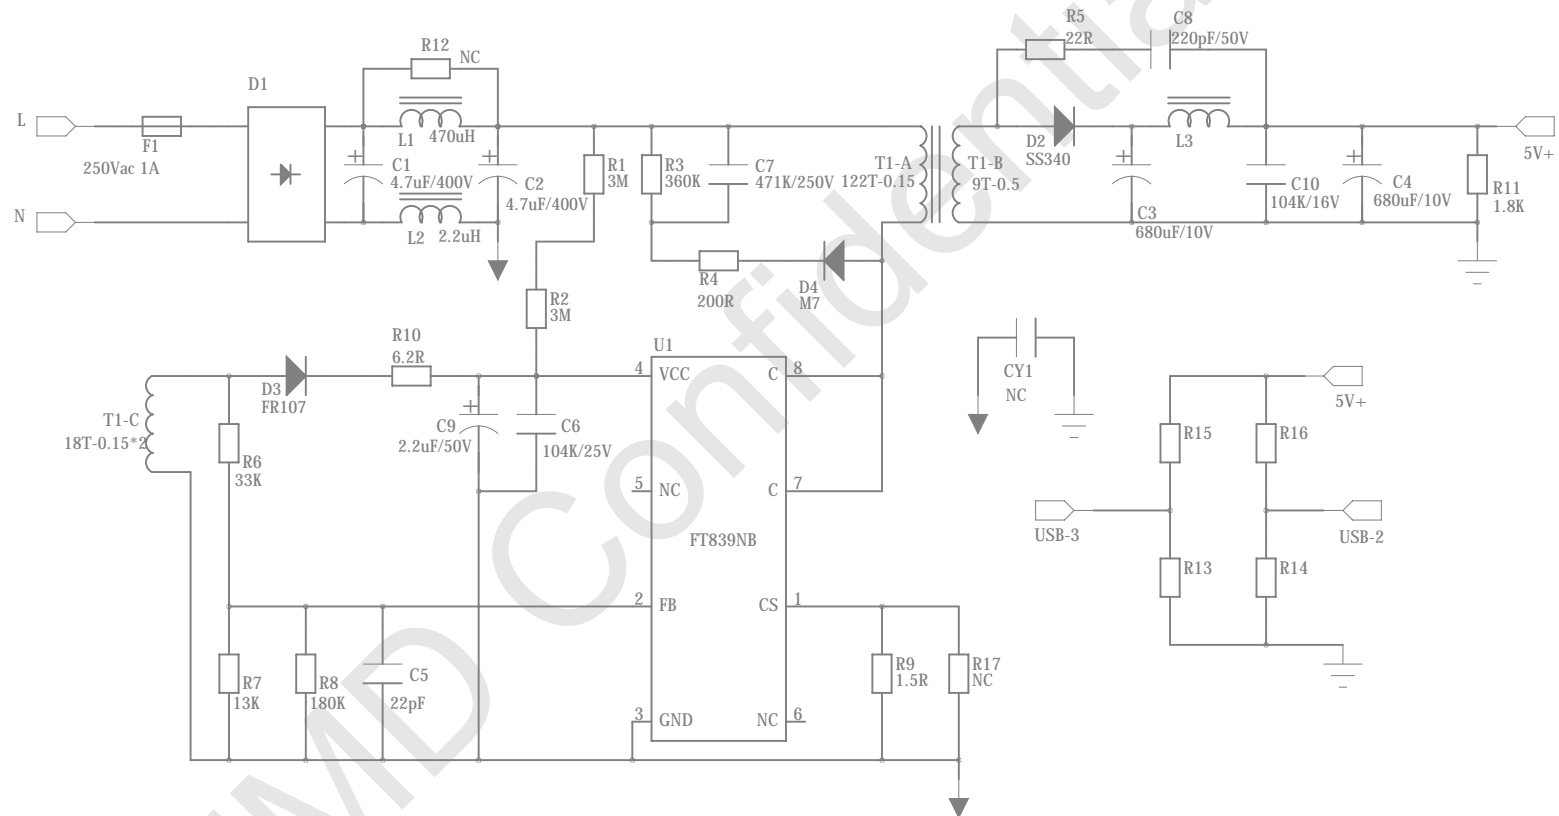 R5
22R
C8
220pF/50V
R12
NC
D1
L
F1
250Vac 1A
N
L1
470uH
C1
4.7uF/400V
C2
4.7uF/400V
L2
2.2uH
R1
3M
R3
360K
C7
471K/250V
T1-A
122T-0.15
T1-B
9T-0.5
D2
SS340
L3
C3
680uF/10V
C10
104K/16V
C4
680uF/10V
R11
1.8K
5V+
R4
200R
D4
M7
R2
3M
R10
6.2R
D3
FR107
T1-C
18T-0.15*2
R6
33K
C9
2.2uF/50V
C6
104K/25V
U1
4
VCC
C
8
5
NC
C
7
FT839NB
2
FB
CS
1
3
GND
NC
6
R7
13K
R8
180K
C5
22pF
R9
1.5R
R17
NC
CY1
NC
5V+
R15
R16
USB-3
USB-2
R13
R14
MD Confidential